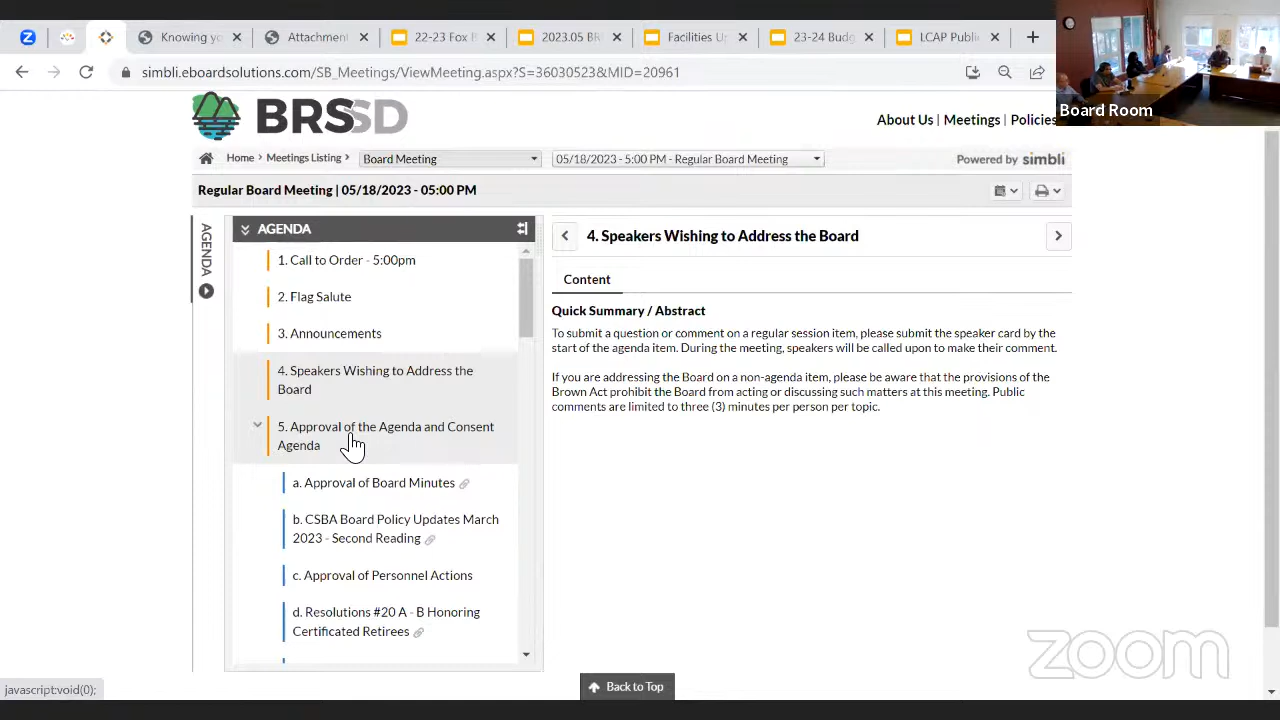 Knowing y
Attachment
22-23 Fox B
2023.05 BR
Facilities Up
23-24 Budg
LCAP Publi
simbli.eboardsolutions.com/SB_Meetings/ViewMeeting.aspx?S=36030523&MID=20961
Board Room
BRSSD
About Us | Meetings | Policies
Home > Meetings Listing >
Board Meeting
05/18/2023 - 5:00 PM - Regular Board Meeting
Powered by simbli
Regular Board Meeting | 05/18/2023 - 05:00 PM
AGENDA
AGENDA
1. Call to Order - 5:00pm
2. Flag Salute
3. Announcements
4. Speakers Wishing to Address the
Board
5. Approval of the Agenda and Consent
Agenda
a. Approval of Board Minutes
b. CSBA Board Policy Updates March
2023 - Second Reading
c. Approval of Personnel Actions
d. Resolutions #20 A - B Honoring
Certificated Retirees
4. Speakers Wishing to Address the Board
Content
Quick Summary / Abstract
To submit a question or comment on a regular session item, please submit the speaker card by the
start of the agenda item. During the meeting, speakers will be called upon to make their comment.
If you are addressing the Board on a non-agenda item, please be aware that the provisions of the
Brown Act prohibit the Board from acting or discussing such matters at this meeting. Public
comments are limited to three (3) minutes per person per topic.
zoom
javascript:void(0);
Back to Top